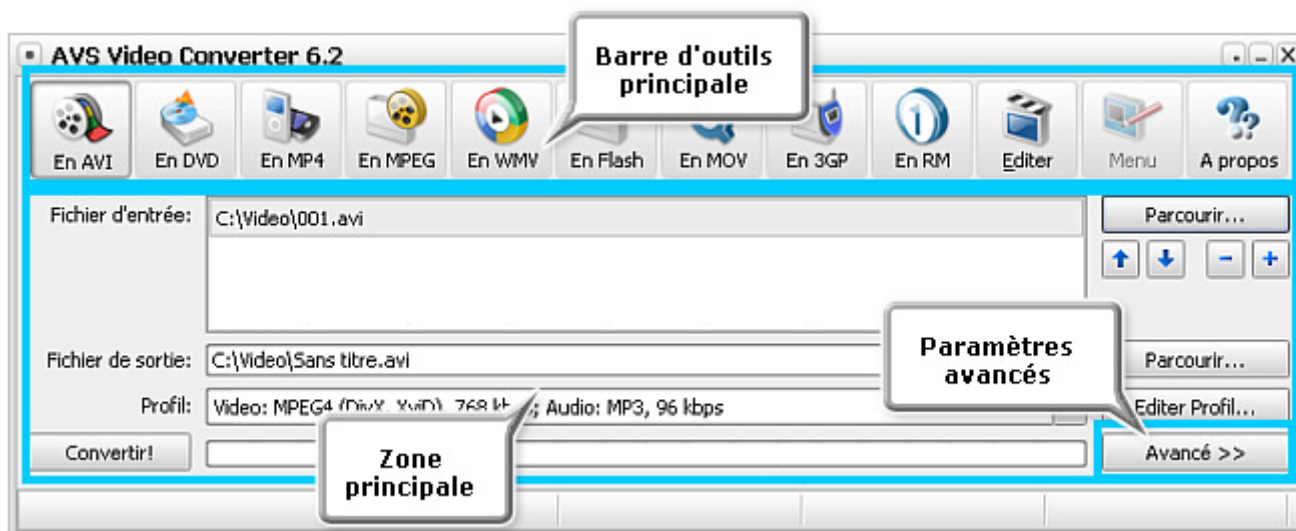 AVS Video Converter 6.2
Barre d'outils
principale
En AVI
En DVD
En MP4
En MPEG
En WMV
En Flash
En MOV
En 3GP
En RM
Editer
Menu
A propos
Fichier d'entrée:
C:\Video\001.avi
Parcourir...
Paramètres
avancés
Fichier de sortie:
C:\Video\Sans titre.avi
Parcourir...
Profil:
Video: MPEG4 (DivX, XviD), 768 kb s; Audio: MP3, 96 kbps
Editer Profil...
Convertir!
Zone
principale
Avancé >>